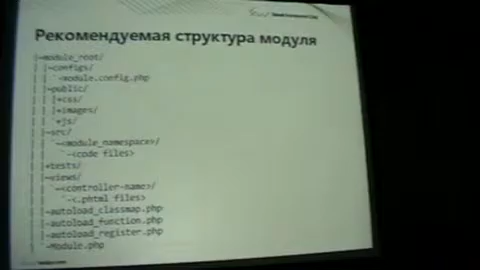 Рекомендуемая структура модуля
|~module_root/
| |~configs/
| | `-module.config.php
| |~public/
| | |+css/
| | |+images/
| | `+js/
| |~src/
| | `~<module_namespace>/
| |   `-<code files>
| |+tests/
| |~views/
| | `~<controller-name>/
| |   `-<.phtml files>
| |-autoload_classmap.php
| |-autoload_function.php
| |-autoload_register.php
| `-Module.php